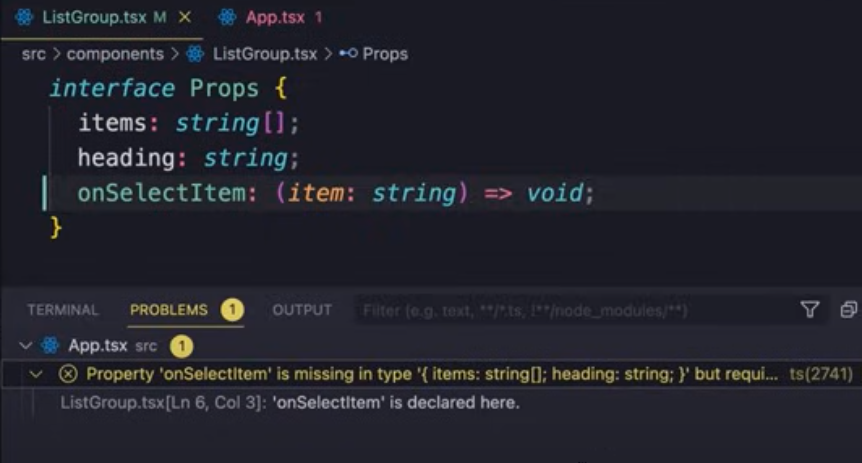 ListGroup.tsx M × App.tsx 1
src > components > ListGroup.tsx > Props
interface Props {
items: string[];
heading: string;
onSelectItem: (item: string) => void;
}
TERMINAL PROBLEMS 1 OUTPUT Filter (e.g. text, **/*.ts, !**/node_modules/**)
App.tsx src 1
Property 'onSelectItem' is missing in type '{ items: string[]; heading: string; }' but requi... ts(2741)
ListGroup.tsx[Ln 6, Col 3]: 'onSelectItem' is declared here.